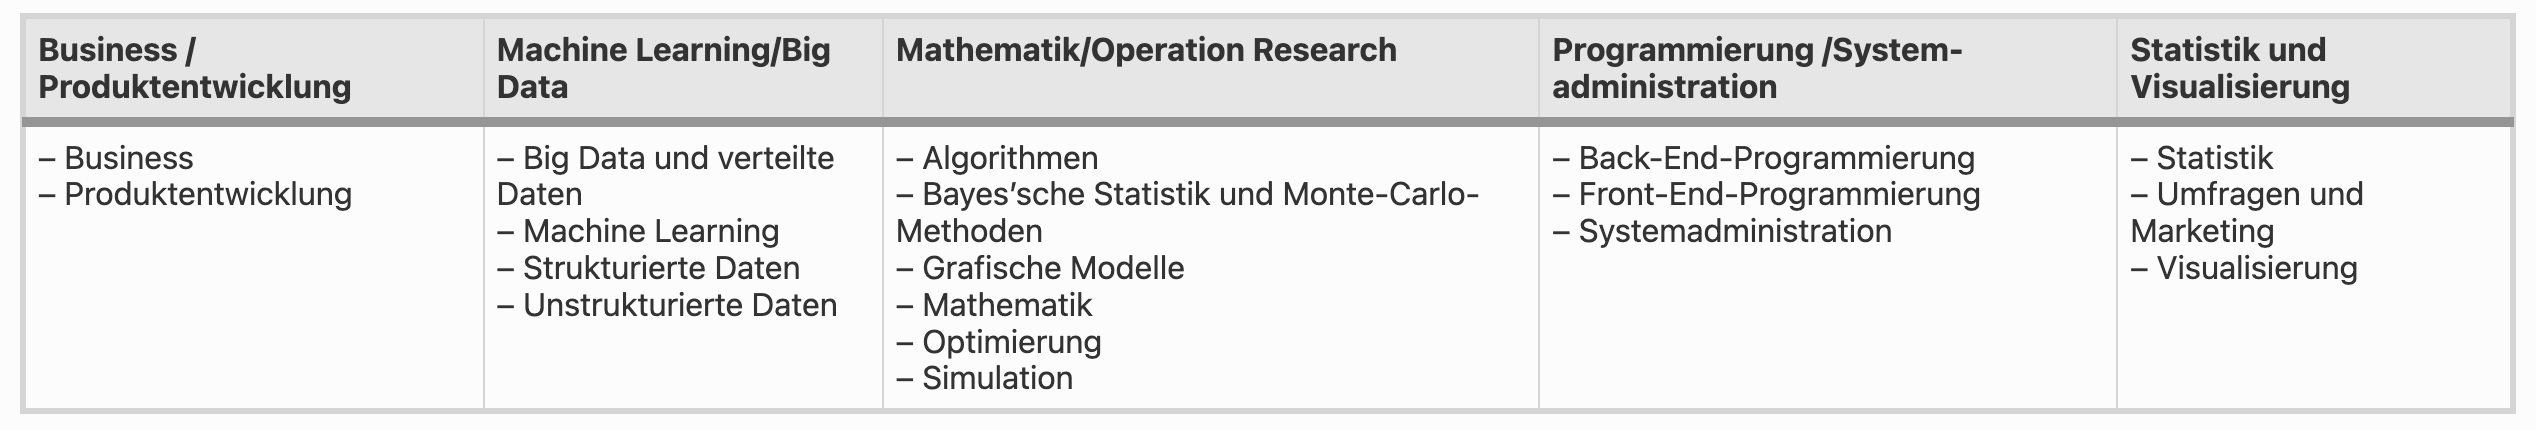 Business /
Produktentwicklung
Machine Learning/Big
Data
Mathematik/Operation Research
Programmierung /System-
administration
Statistik und
Visualisierung
– Business
– Produktentwicklung
– Big Data und verteilte
Daten
– Machine Learning
– Strukturierte Daten
– Unstrukturierte Daten
– Algorithmen
– Bayes’sche Statistik und Monte-Carlo-
Methoden
– Grafische Modelle
– Mathematik
– Optimierung
– Simulation
– Back-End-Programmierung
– Front-End-Programmierung
– Systemadministration
– Statistik
– Umfragen und
Marketing
– Visualisierung